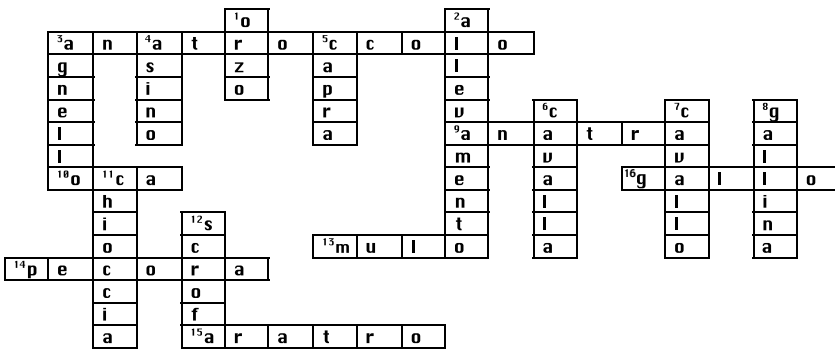 1o 2a
3a n 4a t r o 5c c o l o
g s z a l
n i o p e
e n r v 6c 7c 8g
l o a 9a n a t r a a
l m v v l
10o 11c a e a 16g a l l o
h n l l i
i 12s t l l n
o c 13m u l o a o a
14p e c o r a
c o
i f
a 15a r a t r o